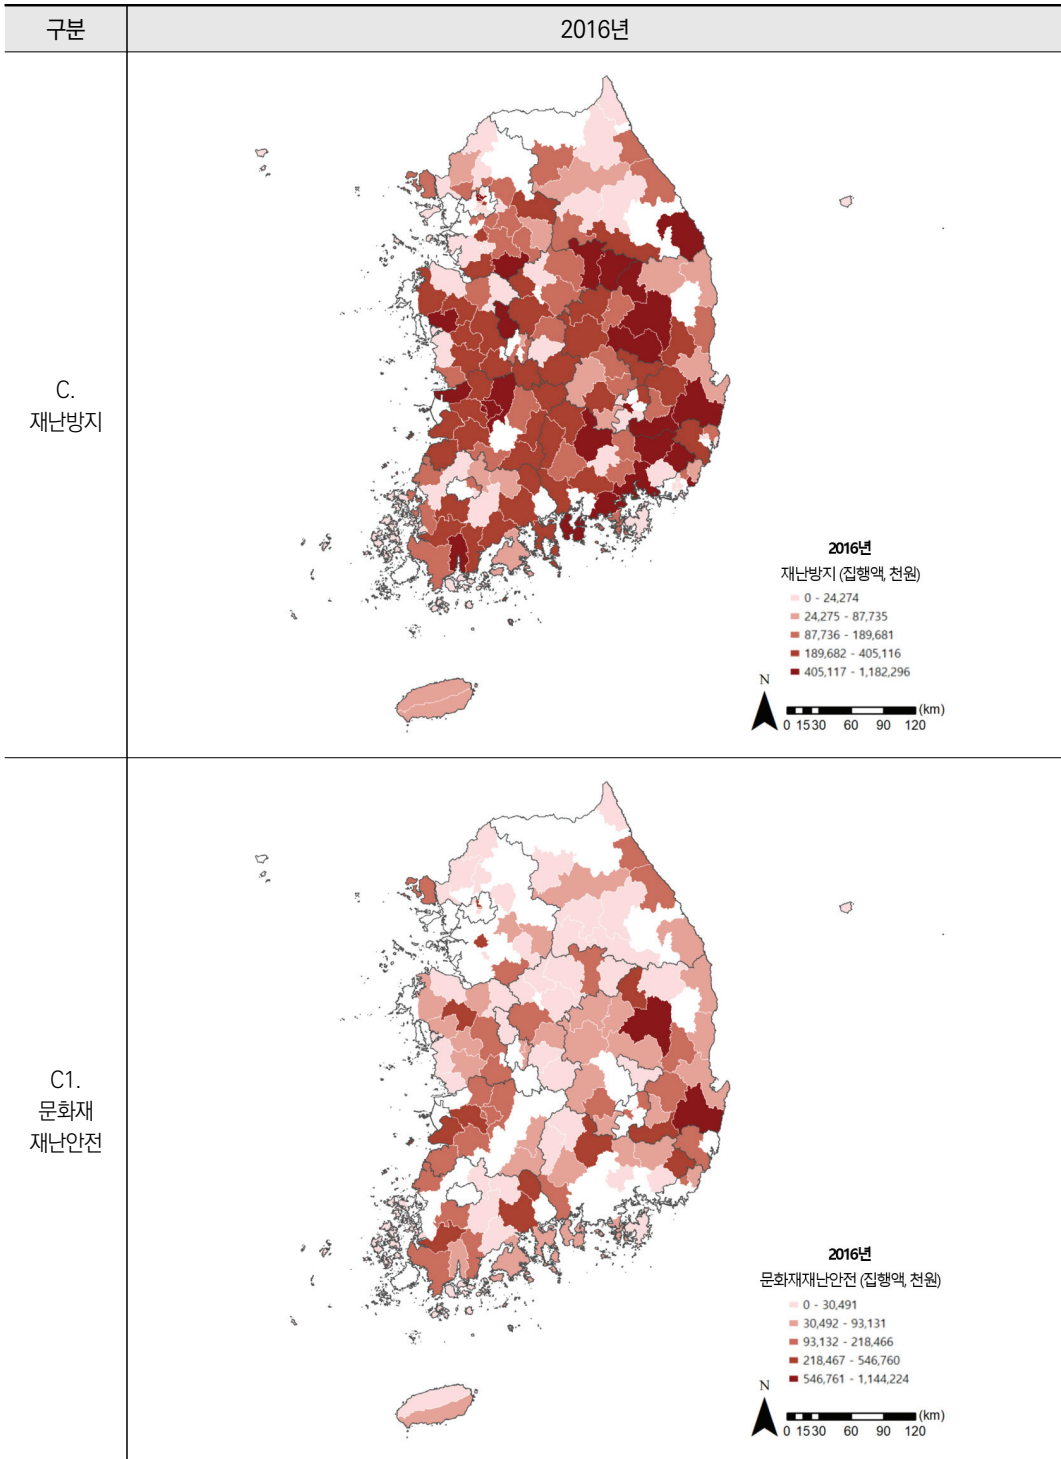 구분
2016년
C.
재난방지
2016년
재난방지 (집행액, 천원)
0 - 24,274
24,275 - 87,735
87,736 - 189,681
189,682 - 405,116
405,117 - 1,182,296
N
(km)
0 1530 60 90 120
C1.
문화재
재난안전
2016년
문화재재난안전 (집행액, 천원)
0 - 30,491
30,492 - 93,131
93,132 - 218,466
218,467 - 546,760
546,761 - 1,144,224
N
(km)
0 1530 60 90 120